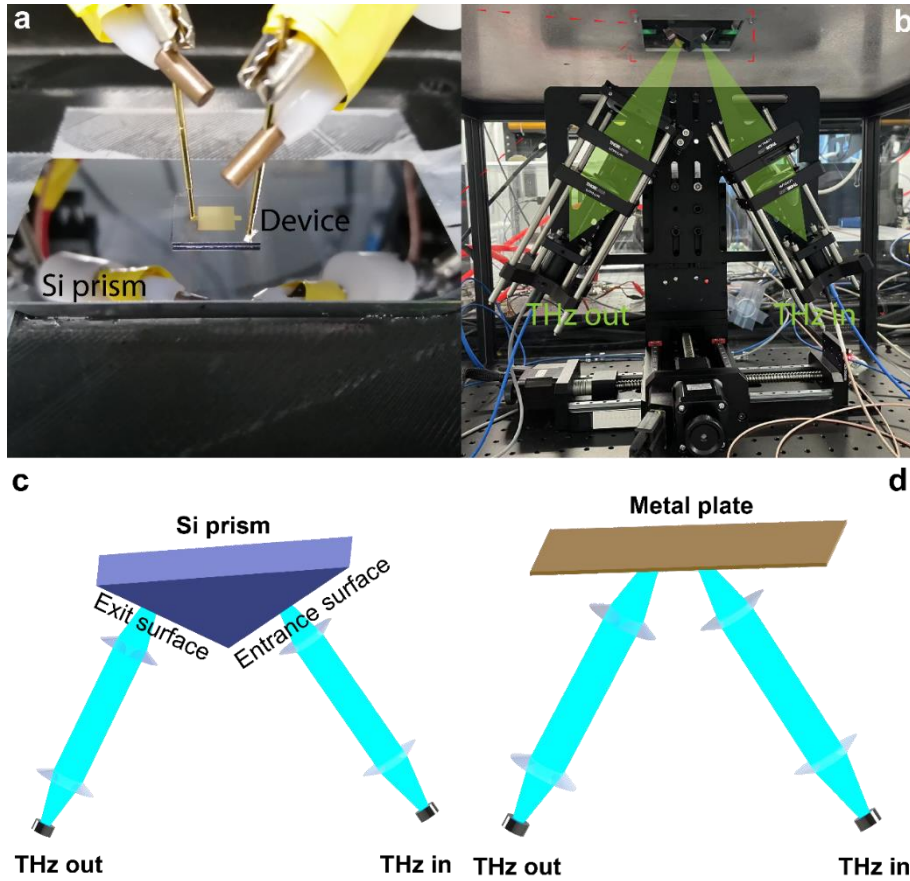 a
Device
Si prism
b
THz out
THz in
c
Si prism
Exit surface
Entrance surface
THz out
THz in
d
Metal plate
THz out
THz in